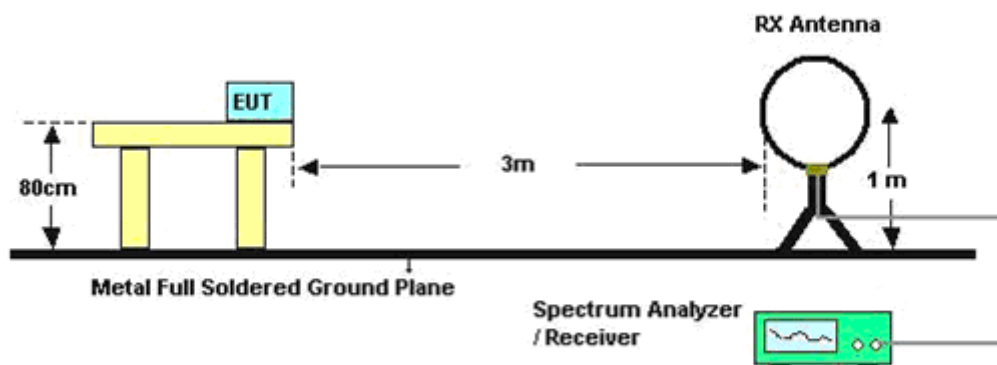 RX Antenna
EUT
80cm
3m
1 m
Metal Full Soldered Ground Plane
Spectrum Analyzer
/ Receiver